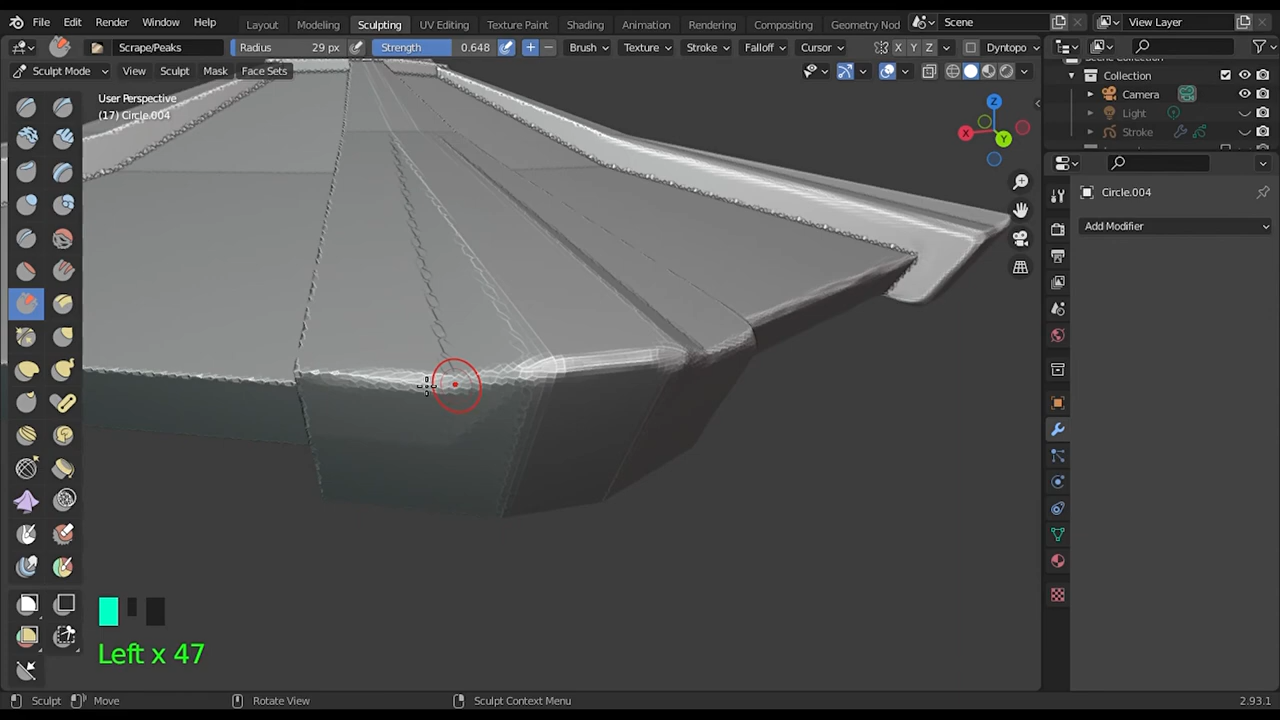 File Edit Render Window Help Layout Modeling Sculpting UV Editing Texture Paint Shading Animation Rendering Compositing Geometry Nod Scene View Layer
Scrape/Peaks Radius 29 px Strength 0.648 Brush Texture Stroke Falloff Cursor X Y Z Dyntopo
Sculpt Mode View Sculpt Mask Face Sets
Collection
Camera
Light
Stroke
User Perspective
(17) Circle.004
Z
X
Y
Circle.004
Add Modifier
Left x 47
Sculpt Move Rotate View Sculpt Context Menu 2.93.1